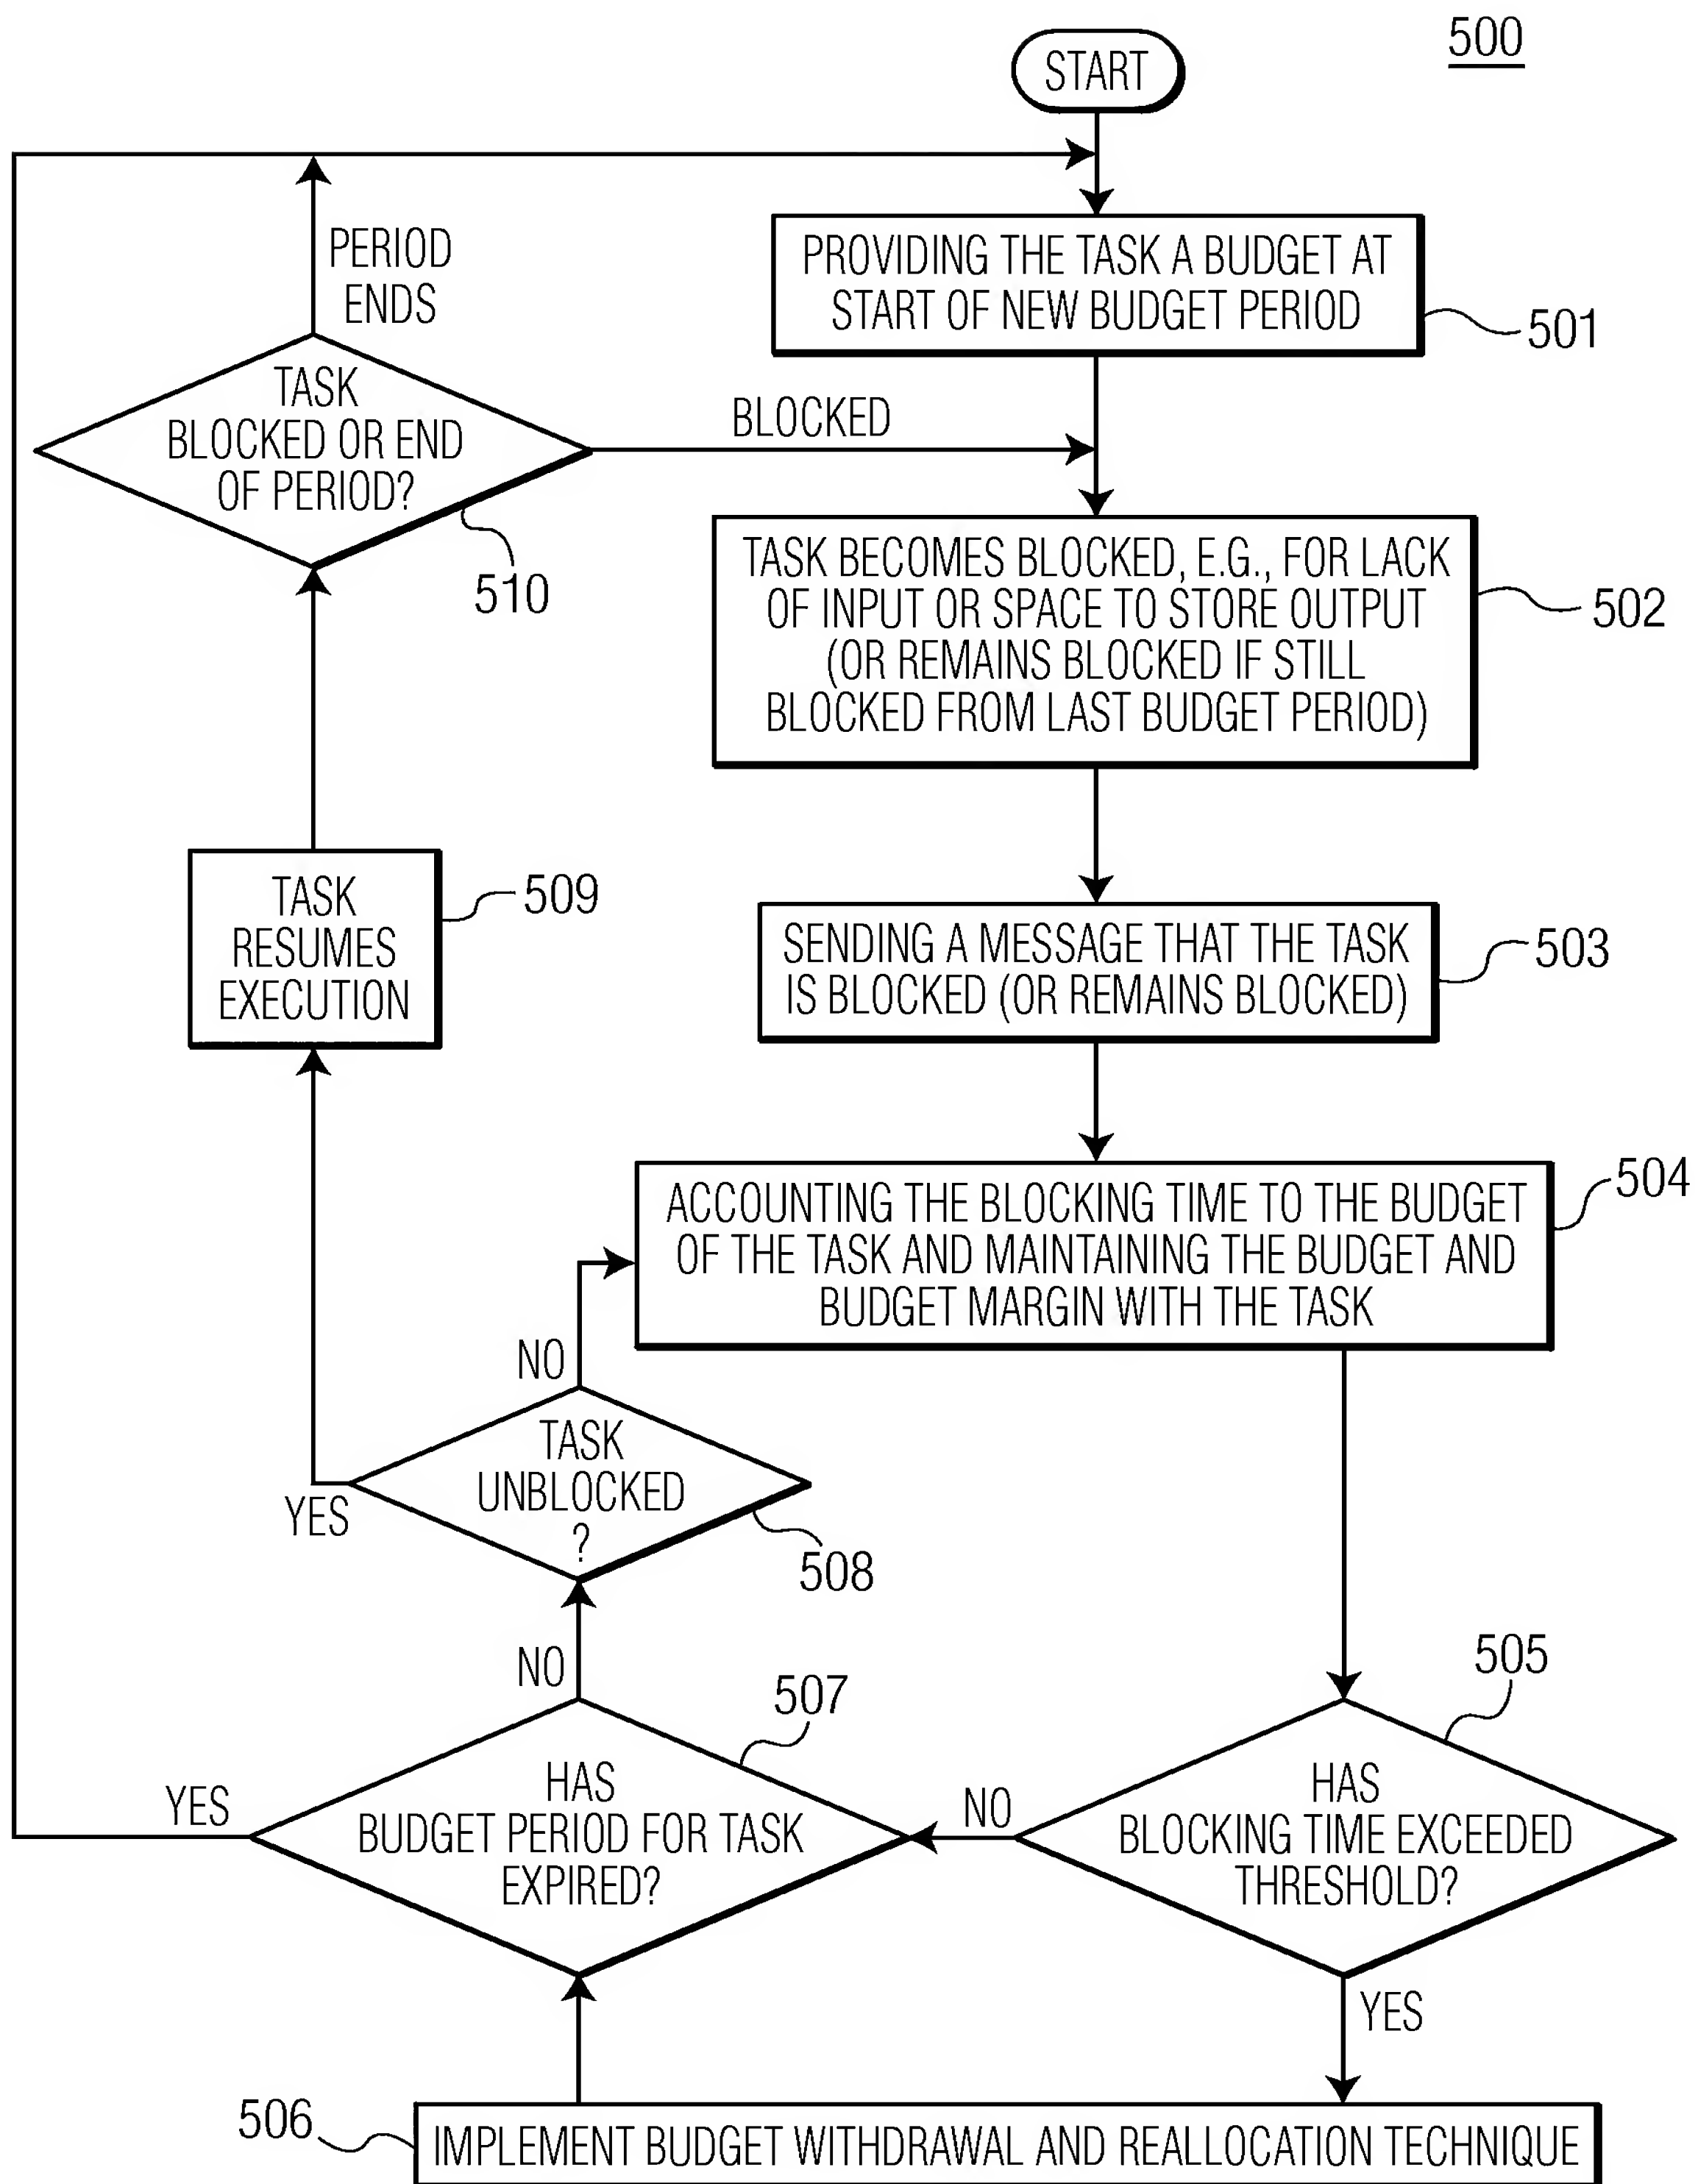 500
START
PERIOD
ENDS
PROVIDING THE TASK A BUDGET AT
START OF NEW BUDGET PERIOD
501
TASK
BLOCKED OR END
OF PERIOD?
510
BLOCKED
TASK BECOMES BLOCKED, E.G., FOR LACK
OF INPUT OR SPACE TO STORE OUTPUT
(OR REMAINS BLOCKED IF STILL
BLOCKED FROM LAST BUDGET PERIOD)
502
TASK
RESUMES
EXECUTION
509
SENDING A MESSAGE THAT THE TASK
IS BLOCKED (OR REMAINS BLOCKED)
503
ACCOUNTING THE BLOCKING TIME TO THE BUDGET
OF THE TASK AND MAINTAINING THE BUDGET AND
BUDGET MARGIN WITH THE TASK
504
NO
TASK
UNBLOCKED
?
YES
508
NO
507
505
HAS
BUDGET PERIOD FOR TASK
EXPIRED?
YES
NO
HAS
BLOCKING TIME EXCEEDED
THRESHOLD?
YES
506
IMPLEMENT BUDGET WITHDRAWAL AND REALLOCATION TECHNIQUE